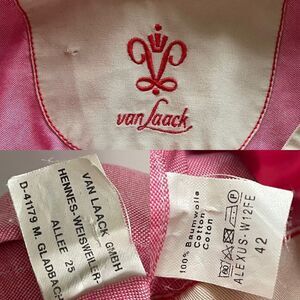 van Laack
VAN LAACK GMBH
HENNES-WEISWEILER-
ALLEE 25
D-41179 M. GLADBACH
100% Baumwolle
Cotton
Coton
ALEXUS-W12FE
42